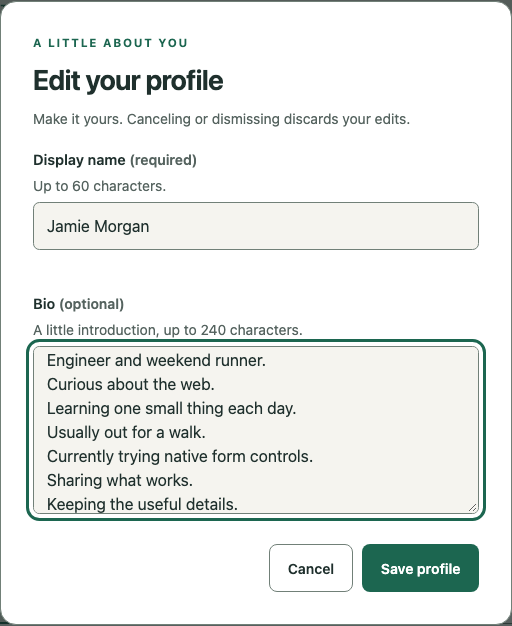 A LITTLE ABOUT YOU
Edit your profile
Make it yours. Canceling or dismissing discards your edits.
Display name (required)
Up to 60 characters.
Jamie Morgan
Bio (optional)
A little introduction, up to 240 characters.
Engineer and weekend runner.
Curious about the web.
Learning one small thing each day.
Usually out for a walk.
Currently trying native form controls.
Sharing what works.
Keeping the useful details.
Cancel
Save profile